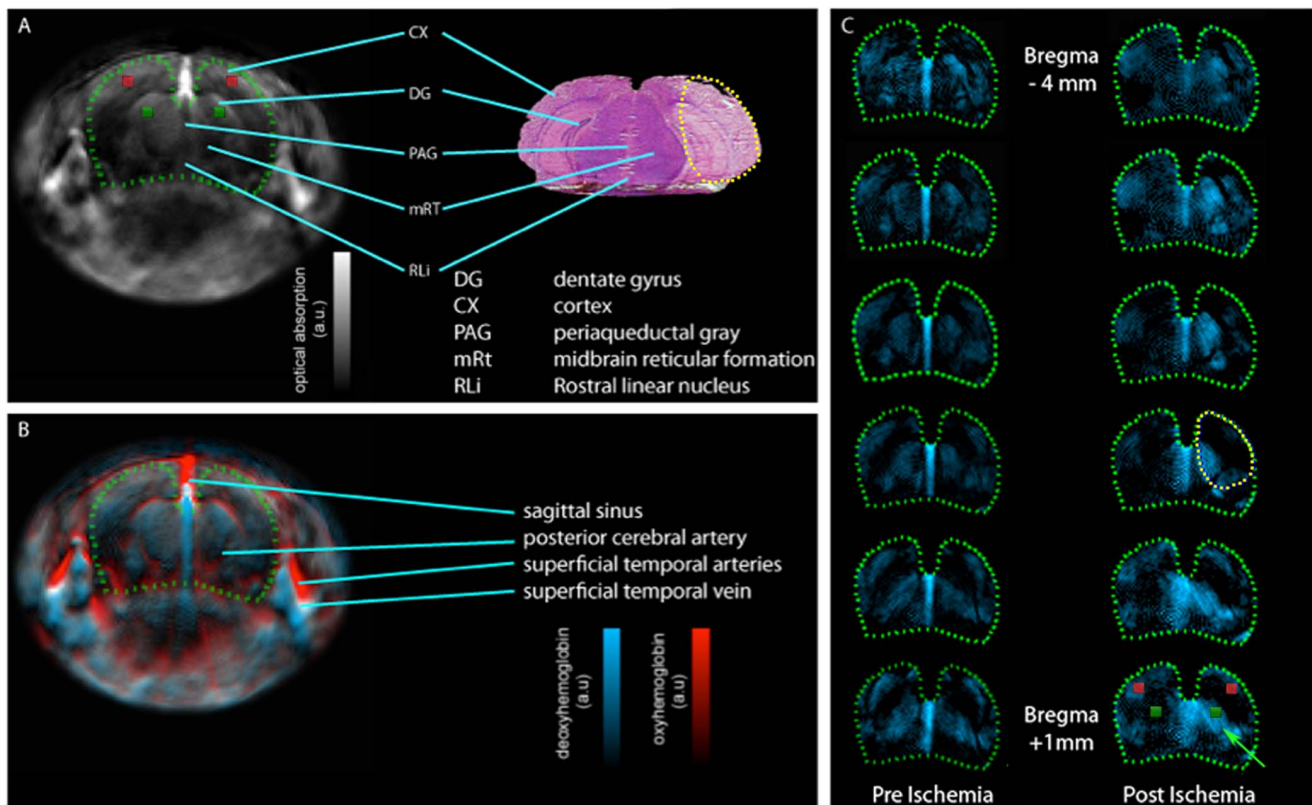 A
CX
DG
PAG
mRT
RLi
optical absorption
(a.u.)
DG dentate gyrus
CX cortex
PAG periaqueductal gray
mRt midbrain reticular formation
RLi Rostral linear nucleus
B
sagittal sinus
posterior cerebral artery
superficial temporal arteries
superficial temporal vein
deoxyhemoglobin
(a.u)
oxyhemoglobin
(a.u)
C
Bregma
- 4 mm
Bregma
+1mm
Pre Ischemia
Post Ischemia